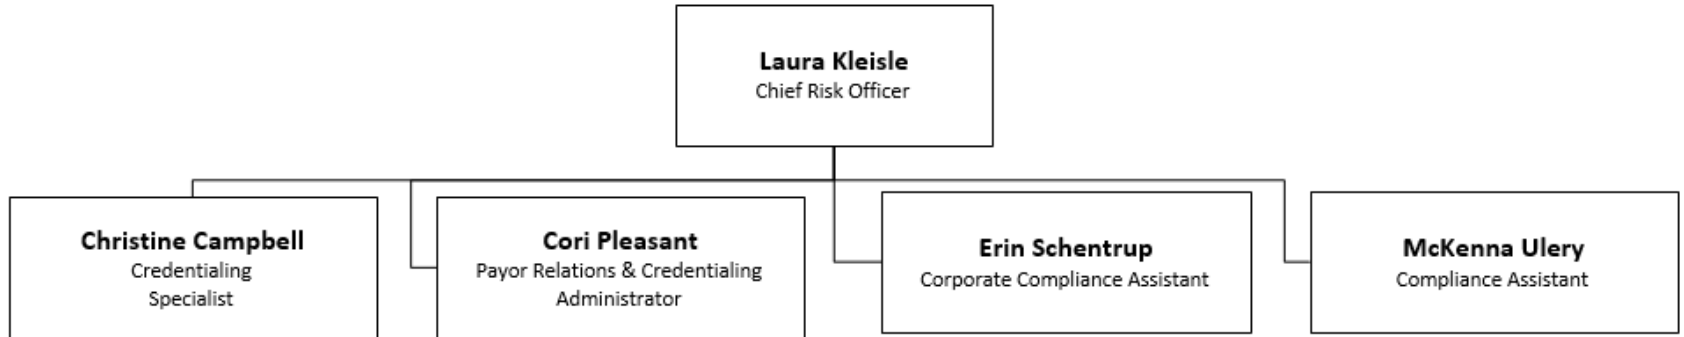 Laura Kleisle
Chief Risk Officer
Christine Campbell
Credentialing
Specialist
Cori Pleasant
Payor Relations & Credentialing
Administrator
Erin Schentrup
Corporate Compliance Assistant
McKenna Ulery
Compliance Assistant